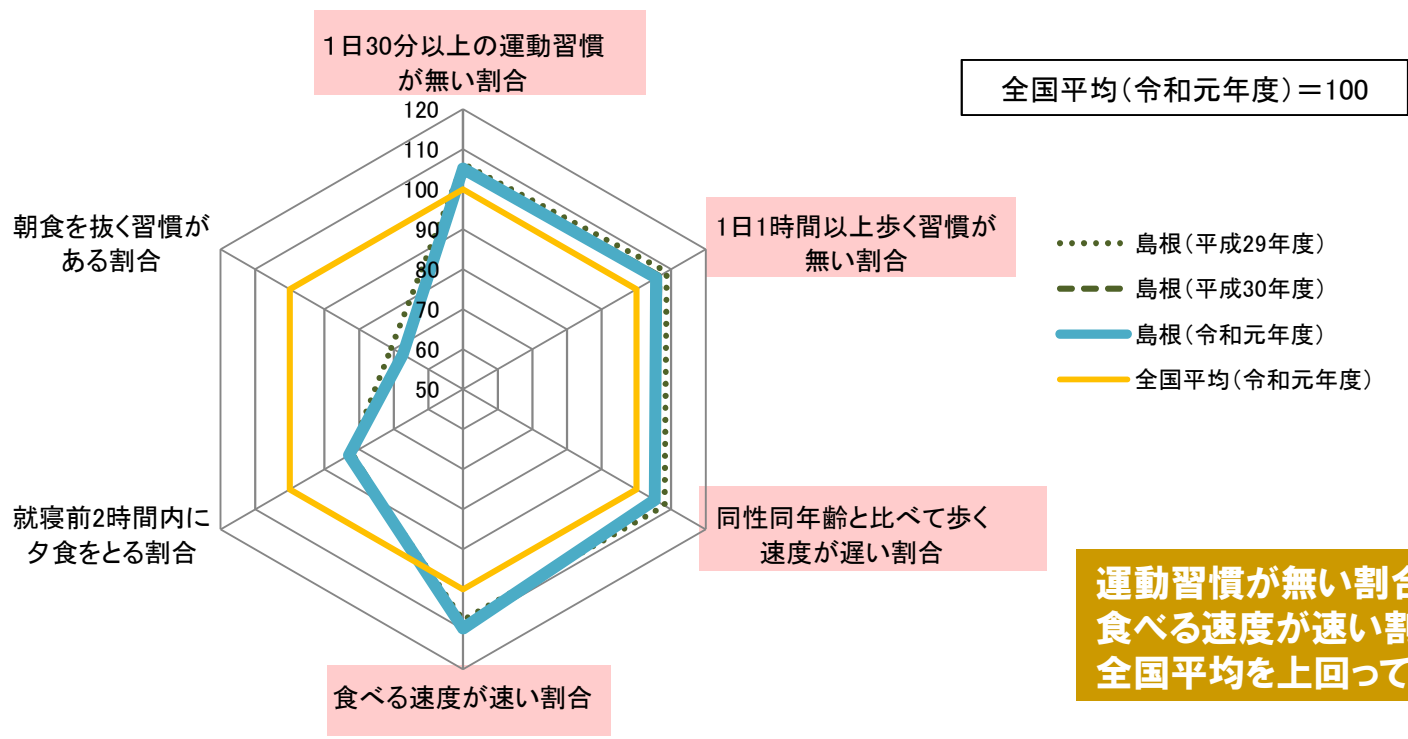 1日30分以上の運動習慣
が無い割合
全国平均(令和元年度)=100
120
110
100
90
80
70
60
50
朝食を抜く習慣が
ある割合
1日1時間以上歩く習慣が
無い割合
島根(平成29年度)
島根(平成30年度)
島根(令和元年度)
全国平均(令和元年度)
就寝前2時間内に
夕食をとる割合
同性同年齢と比べて歩く
速度が遅い割合
食べる速度が速い割合
運動習慣が無い割合
食べる速度が速い割
全国平均を上回って